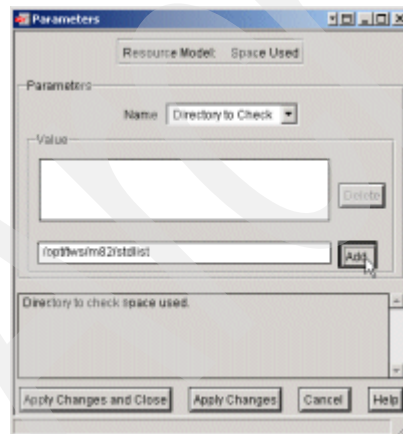 Parameters
Resource Model: Space Used
Parameters
Name Directory to Check
Value
Delete
/opt/tws/m82/stdlist
Add
Directory to check space used.
Apply Changes and Close Apply Changes Cancel Help